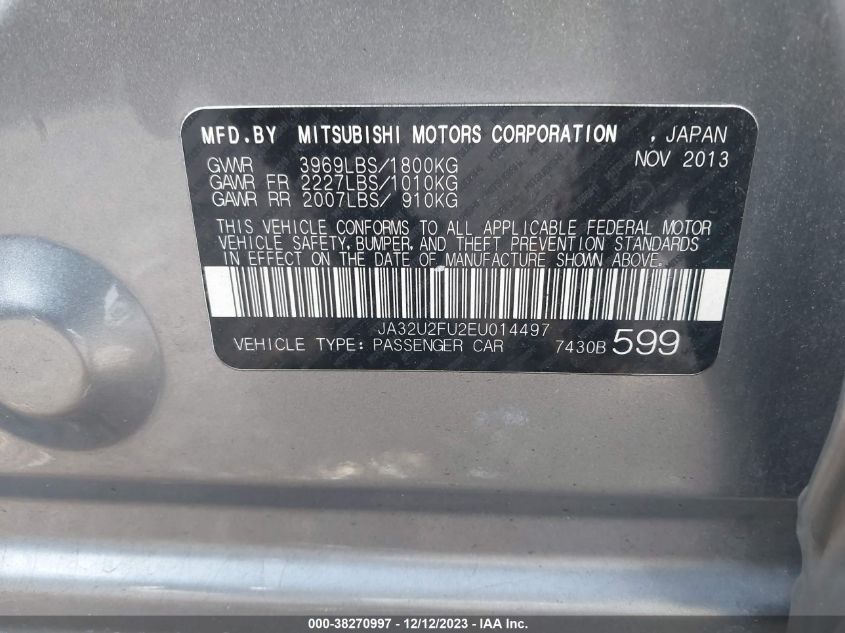 MFD.BY MITSUBISHI MOTORS CORPORATION , JAPAN
GVWR 3969LBS/1800KG NOV 2013
GAWR FR 2227LBS/1010KG
GAWR RR 2007LBS/ 910KG
THIS VEHICLE CONFORMS TO ALL APPLICABLE FEDERAL MOTOR
VEHICLE SAFETY, BUMPER, AND THEFT PREVENTION STANDARDS
IN EFFECT ON THE DATE OF MANUFACTURE SHOWN ABOVE.
JA32U2FU2EU014497
VEHICLE TYPE: PASSENGER CAR 7430B 599
000-38270997 - 12/12/2023 - IAAI.com